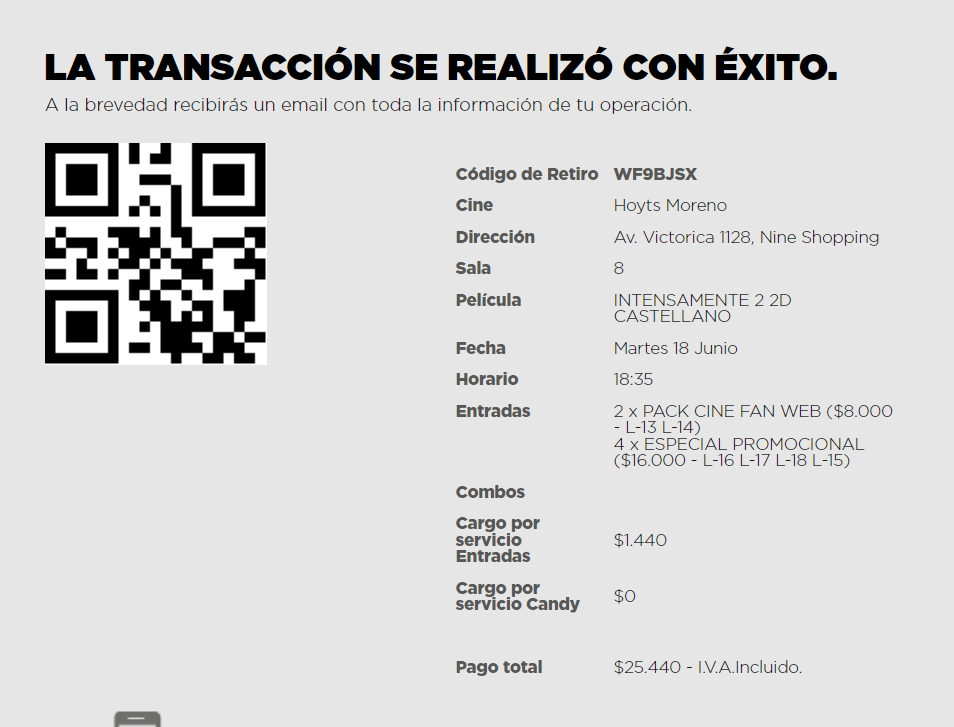 LA TRANSACCIÓN SE REALIZÓ CON ÉXITO.
A la brevedad recibirás un email con toda la información de tu operación.
Código de Retiro WF9BJSX
Cine Hoyts Moreno
Dirección Av. Victorica 1128, Nine Shopping
Sala 8
Película INTENSAMENTE 2 2D
CASTELLANO
Fecha Martes 18 Junio
Horario 18:35
Entradas 2 x PACK CINE FAN WEB ($8.000
- L-13 L-14)
4 x ESPECIAL PROMOCIONAL
($16.000 - L-16 L-17 L-18 L-15)
Combos
Cargo por
servicio $1.440
Entradas
Cargo por
servicio Candy $0
Pago total $25.440 - I.V.A.Incluido.